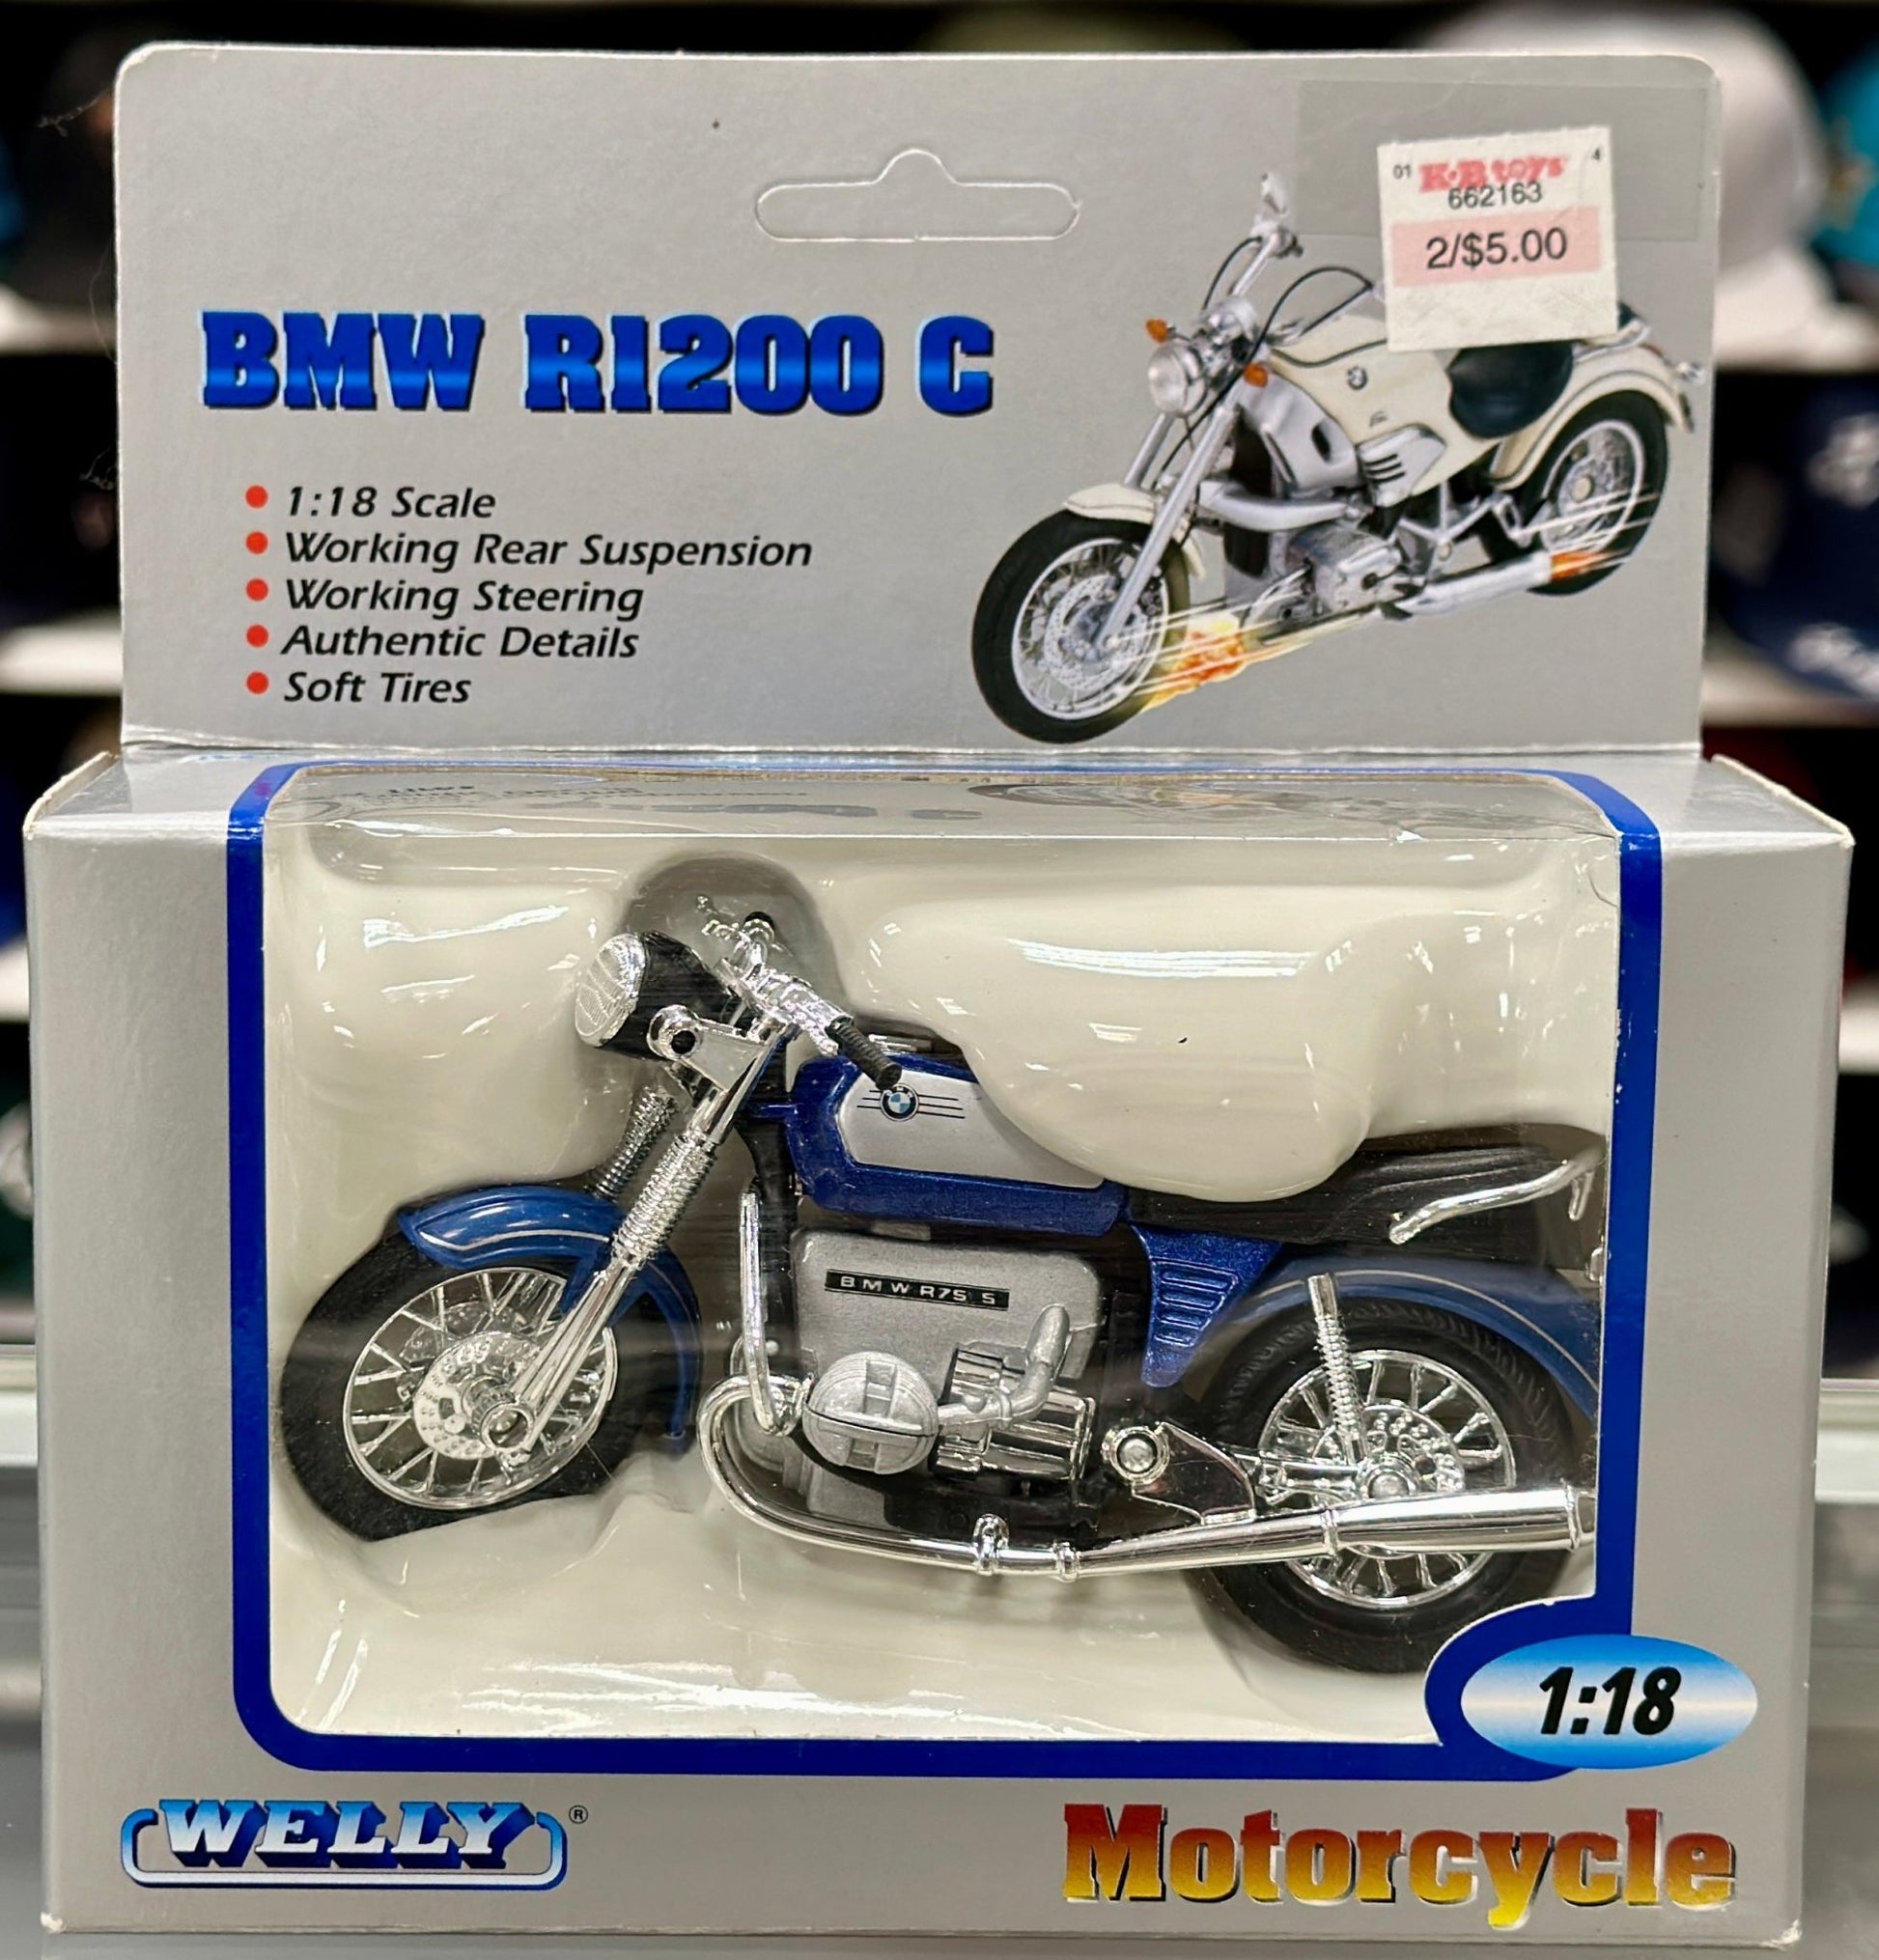 01 K·B toys 4
662163
2/$5.00
BMW R1200 C
1:18 Scale
Working Rear Suspension
Working Steering
Authentic Details
Soft Tires
BMW R75 5
1:18
WELLY®
Motorcycle